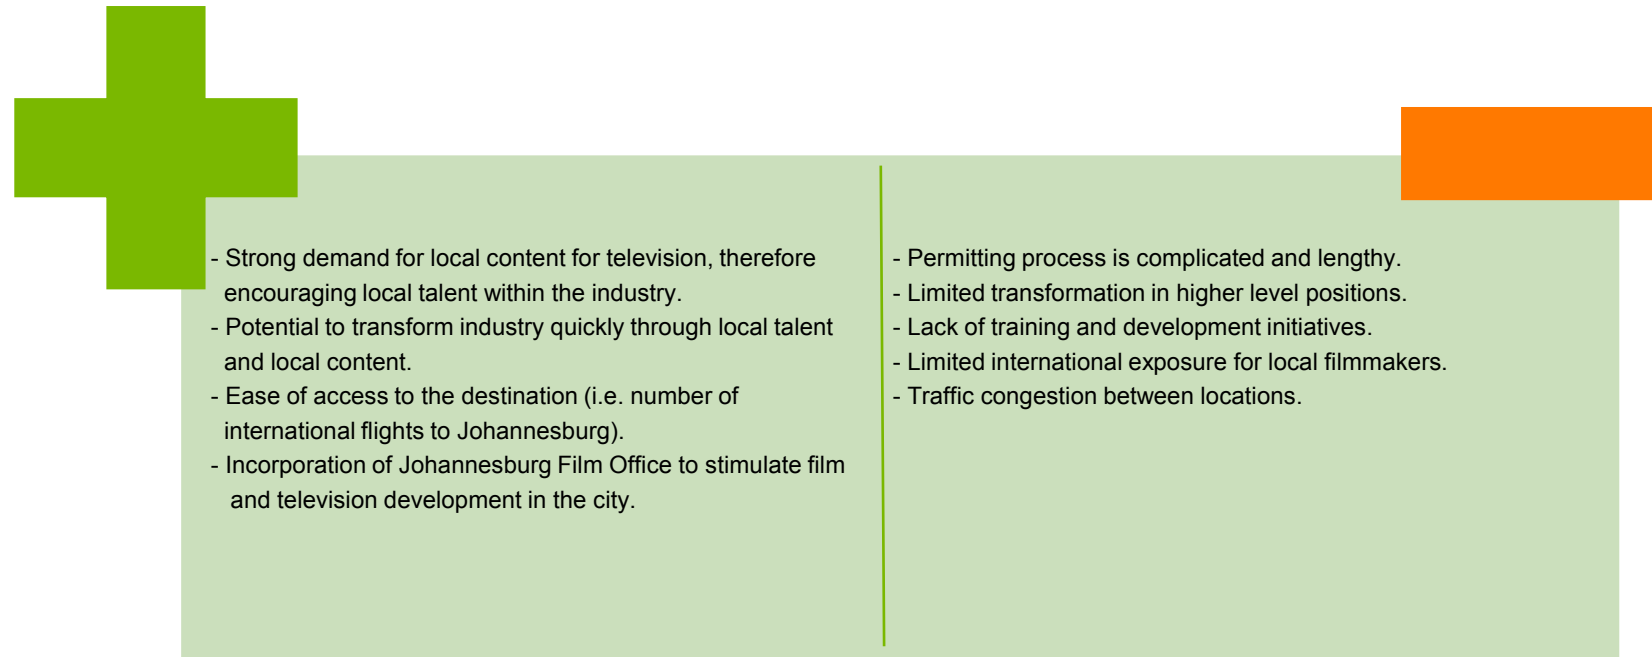 - Strong demand for local content for television, therefore
encouraging local talent within the industry.
- Potential to transform industry quickly through local talent
and local content.
- Ease of access to the destination (i.e. number of
international flights to Johannesburg).
- Incorporation of Johannesburg Film Office to stimulate film
and television development in the city.
- Permitting process is complicated and lengthy.
- Limited transformation in higher level positions.
- Lack of training and development initiatives.
- Limited international exposure for local filmmakers.
- Traffic congestion between locations.